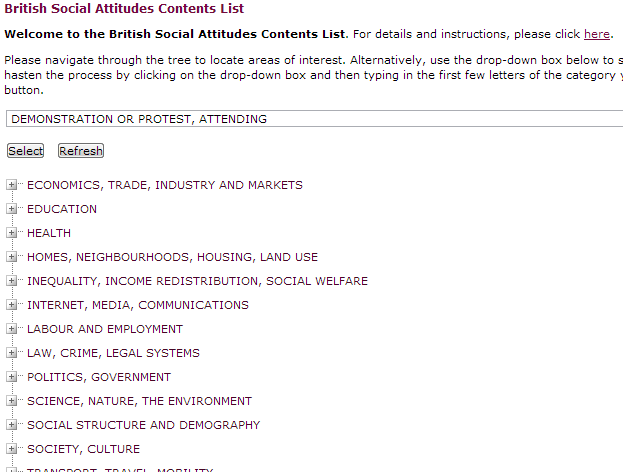 British Social Attitudes Contents List
Welcome to the British Social Attitudes Contents List. For details and instructions, please click here.
Please navigate through the tree to locate areas of interest. Alternatively, use the drop-down box below to s
hasten the process by clicking on the drop-down box and then typing in the first few letters of the category y
button.
DEMONSTRATION OR PROTEST, ATTENDING
Select Refresh
ECONOMICS, TRADE, INDUSTRY AND MARKETS
EDUCATION
HEALTH
HOMES, NEIGHBOURHOODS, HOUSING, LAND USE
INEQUALITY, INCOME REDISTRIBUTION, SOCIAL WELFARE
INTERNET, MEDIA, COMMUNICATIONS
LABOUR AND EMPLOYMENT
LAW, CRIME, LEGAL SYSTEMS
POLITICS, GOVERNMENT
SCIENCE, NATURE, THE ENVIRONMENT
SOCIAL STRUCTURE AND DEMOGRAPHY
SOCIETY, CULTURE
TRANSPORT, TRAVEL, MOBILITY